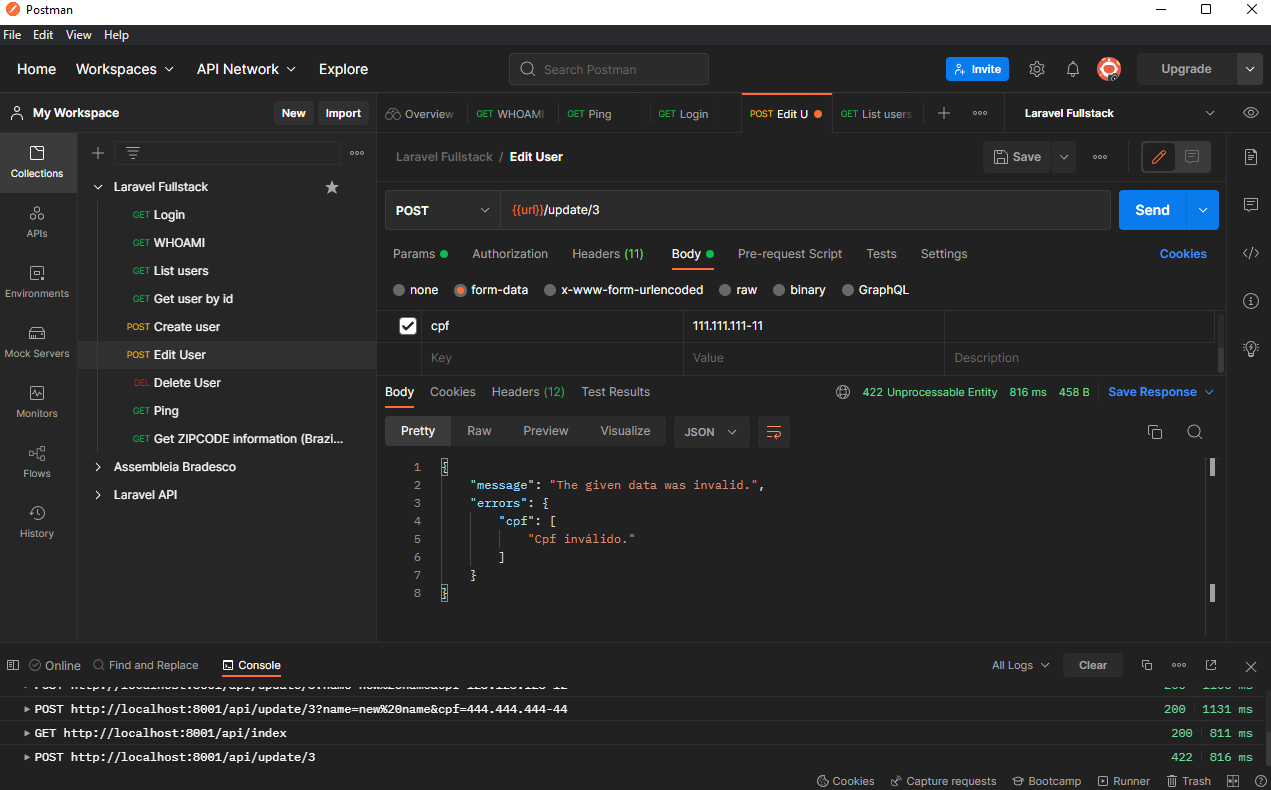 Postman
File Edit View Help
Home Workspaces API Network Explore Search Postman Invite Upgrade
My Workspace New Import Overview GET WHOAMI GET Ping GET Login POST Edit U GET List users Laravel Fullstack
Collections
APIs
Environments
Mock Servers
Monitors
Flows
History
Laravel Fullstack
GET Login
GET WHOAMI
GET List users
GET Get user by id
POST Create user
POST Edit User
DEL Delete User
GET Ping
GET Get ZIPCODE information (Brazi...
Assembleia Bradesco
Laravel API
Laravel Fullstack / Edit User Save
POST {{url}}/update/3 Send
Params Authorization Headers (11) Body Pre-request Script Tests Settings Cookies
none form-data x-www-form-urlencoded raw binary GraphQL
cpf 111.111.111-11
Key Value Description
Body Cookies Headers (12) Test Results 422 Unprocessable Entity 816 ms 458 B Save Response
Pretty Raw Preview Visualize JSON
1 {
2 "message": "The given data was invalid.",
3 "errors": {
4 "cpf": [
5 "Cpf inválido."
6 ]
7 }
8 }
Online Find and Replace Console All Logs Clear
POST http://localhost:8001/api/update/3?name=new%20name&cpf=444.444.444-44 200 1131 ms
GET http://localhost:8001/api/index 200 811 ms
POST http://localhost:8001/api/update/3 422 816 ms
Cookies Capture requests Bootcamp Runner Trash